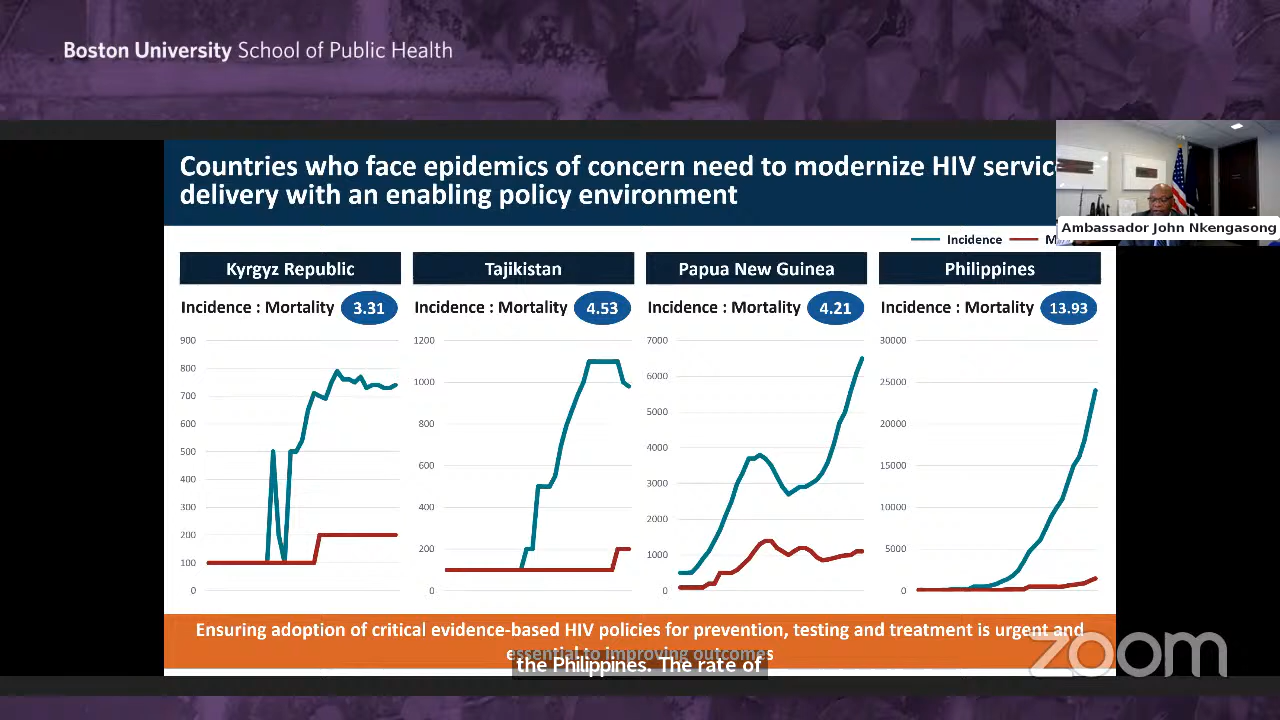 Boston University School of Public Health
Countries who face epidemics of concern need to modernize HIV servic
delivery with an enabling policy environment
Ambassador John Nkengasong
Incidence M
Kyrgyz Republic
Incidence : Mortality 3.31
900
800
700
600
500
400
300
200
100
0
Tajikistan
Incidence : Mortality 4.53
1200
1000
800
600
400
200
0
Papua New Guinea
Incidence : Mortality 4.21
7000
6000
5000
4000
3000
2000
1000
0
Philippines
Incidence : Mortality 13.93
30000
25000
20000
15000
10000
5000
0
Ensuring adoption of critical evidence-based HIV policies for prevention, testing and treatment is urgent and
essential to improving outcomes
the Philippines. The rate of
zoom